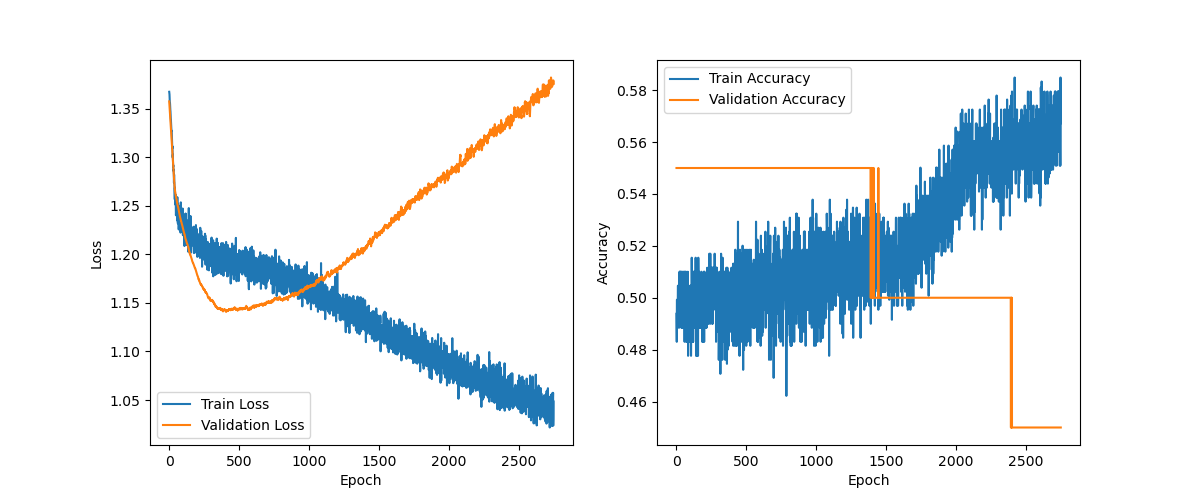 1.35
1.30
1.25
1.20
1.15
1.10
1.05
Loss
Train Loss
Validation Loss
0 500 1000 1500 2000 2500
Epoch
Train Accuracy
Validation Accuracy
0.58
0.56
0.54
0.52
0.50
0.48
0.46
Accuracy
0 500 1000 1500 2000 2500
Epoch